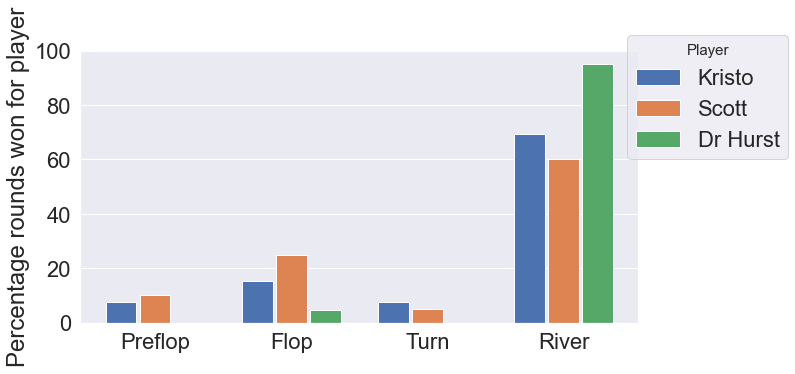 Percentage rounds won for player
100
80
60
40
20
0
Preflop Flop Turn River
Player
Kristo
Scott
Dr Hurst